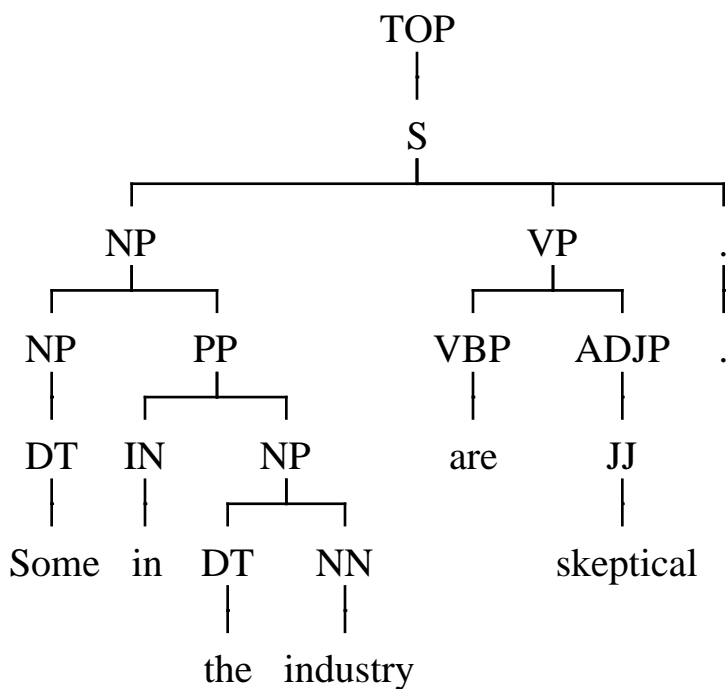 TOP
S
NP VP .
NP PP VBP ADJP .
DT IN NP are JJ
Some in DT NN skeptical
the industry